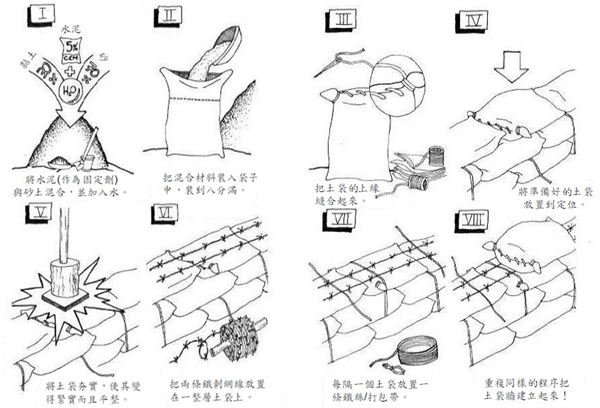 I
水泥
5%
CEM
黏土
砂
+
H₂O
將水泥(作為固定劑)
與砂土混合，並加入水。
II
把混合材料裝入袋子
中，裝到八分滿。
III
把土袋的上緣
縫合起來。
IV
將準備好的土袋
放置到定位。
V
將土袋夯實，使其變
得緊實而且平整。
VI
把兩條鐵刺網線放置
在一整層土袋上。
VII
每隔一個土袋放置一
條鐵絲/打包帶。
VIII
重複同樣的程序把
土袋牆建立起來！